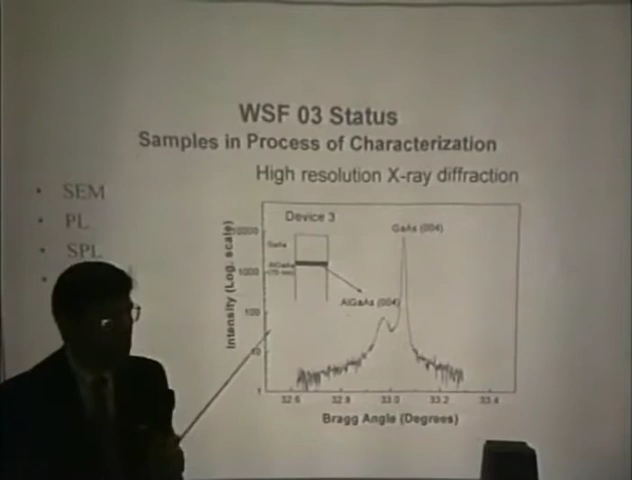 WSF 03 Status
Samples in Process of Characterization
High resolution X-ray diffraction
• SEM
• PL
• SPL
Device 3
GaAs (004)
GaAs
AlGaAs
AlGaAs (004)
Intensity (Log. scale)
1000
100
10
1
32.6 32.8 33.0 33.2 33.4
Bragg Angle (Degrees)